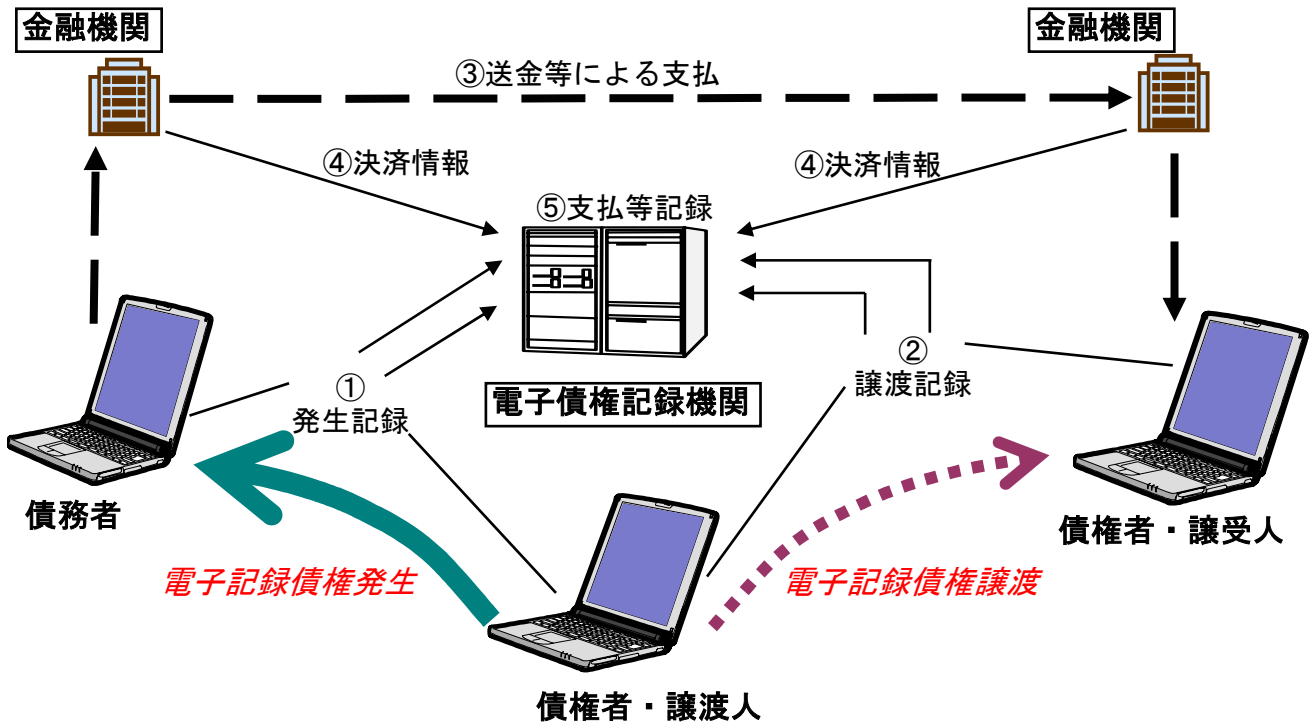 金融機関
金融機関
③送金等による支払
④決済情報
④決済情報
⑤支払等記録
電子債権記録機関
①
発生記録
②
譲渡記録
債務者
債権者・譲受人
電子記録債権発生
電子記録債権譲渡
債権者・譲渡人